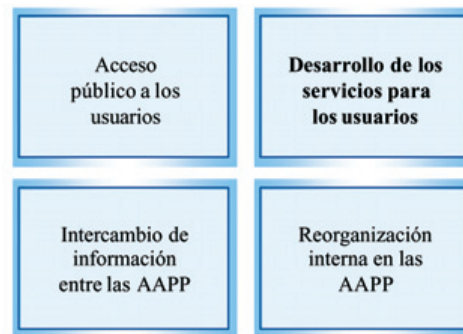 Acceso
público a los
usuarios
Desarrollo de los
servicios para
los usuarios
Intercambio de
información
entre las AAPP
Reorganización
interna en las
AAPP